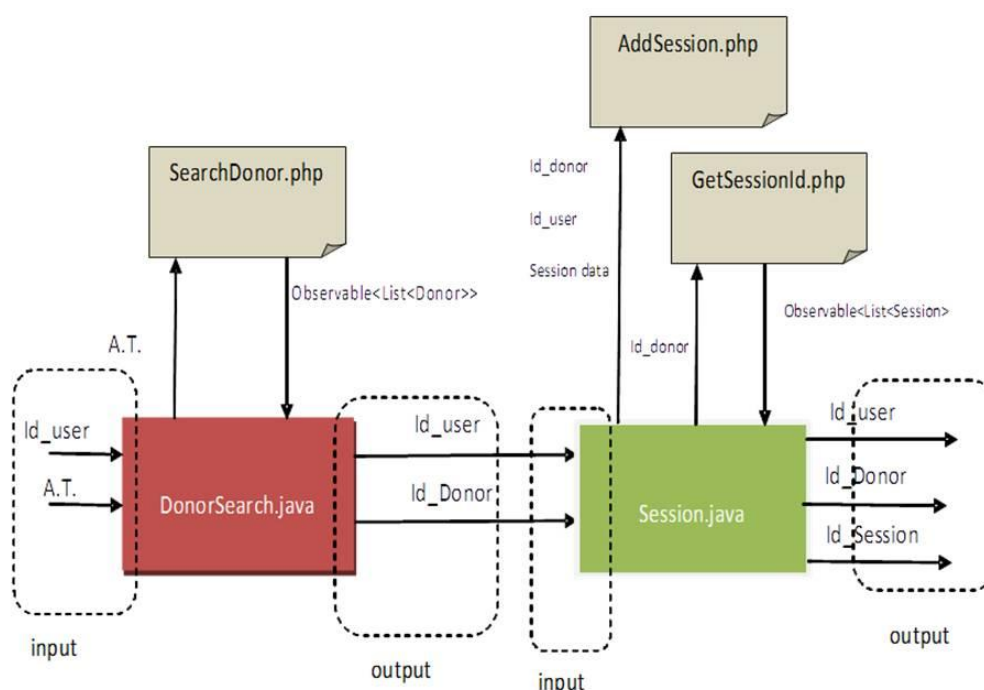 AddSession.php
SearchDonor.php
Id_donor
GetSessionId.php
Id_user
Session data
Observable<List<Donor>>
Observable<List<Session>
A.T.
Id_donor
Id_user
Id_user
Id_user
A.T.
Id_Donor
Id_Donor
DonorSearch.java
Session.java
Id_Session
input
output
input
output